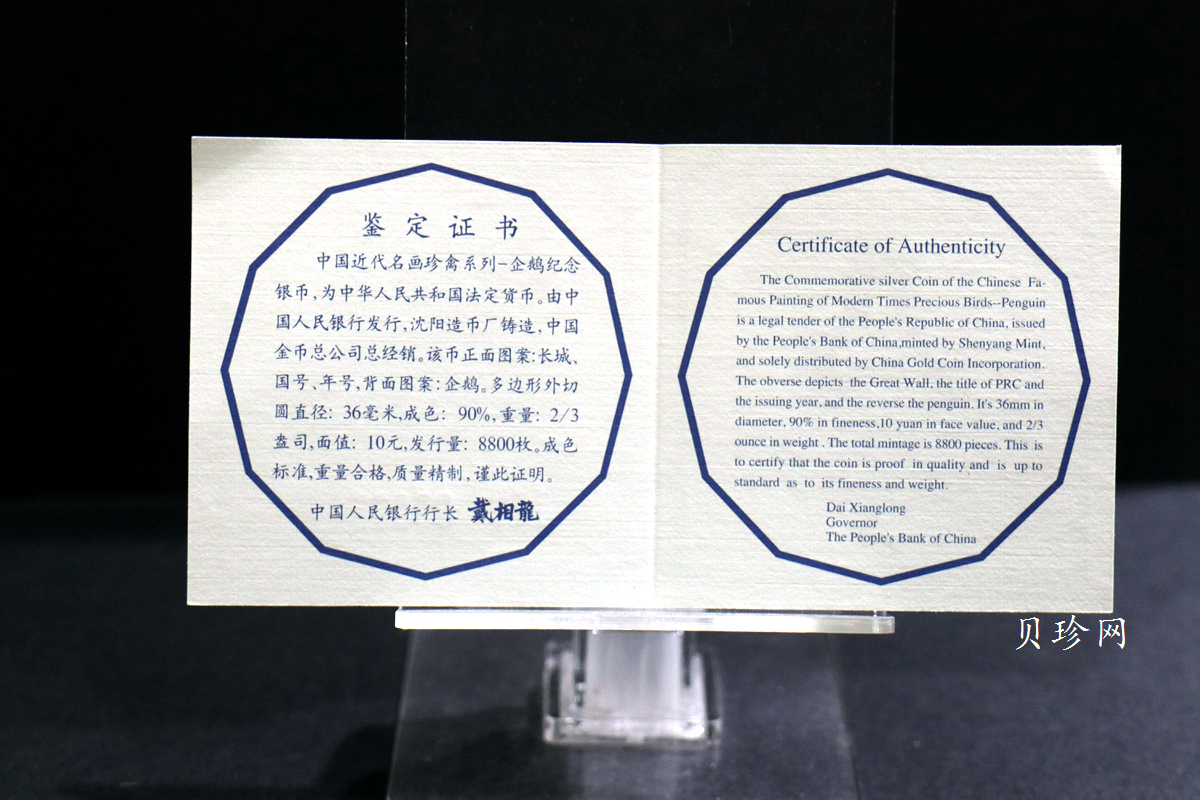 鉴定证书
中国近代名画珍禽系列-企鹅纪念
银币,为中华人民共和国法定货币。由中
国人民银行发行,沈阳造币厂铸造,中国
金币总公司总经销。该币正面图案:长城、
国号、年号,背面图案:企鹅。多边形外切
圆直径: 36毫米,成色: 90%,重量: 2/3
盎司,面值: 10元,发行量: 8800枚。成色
标准,重量合格,质量精制,谨此证明。
中国人民银行行长 戴相龍
Certificate of Authenticity
The Commemorative silver Coin of the Chinese Fa-
mous Painting of Modern Times Precious Birds--Penguin
is a legal tender of the People's Republic of China, issued
by the People's Bank of China,minted by Shenyang Mint,
and solely distributed by China Gold Coin Incorporation.
The obverse depicts the Great Wall, the title of PRC and
the issuing year, and the reverse the penguin. It's 36mm in
diameter, 90% in fineness,10 yuan in face value, and 2/3
ounce in weight . The total mintage is 8800 pieces. This is
to certify that the coin is proof in quality and is up to
standard as to its fineness and weight.
Dai Xianglong
Governor
The People's Bank of China
贝珍网